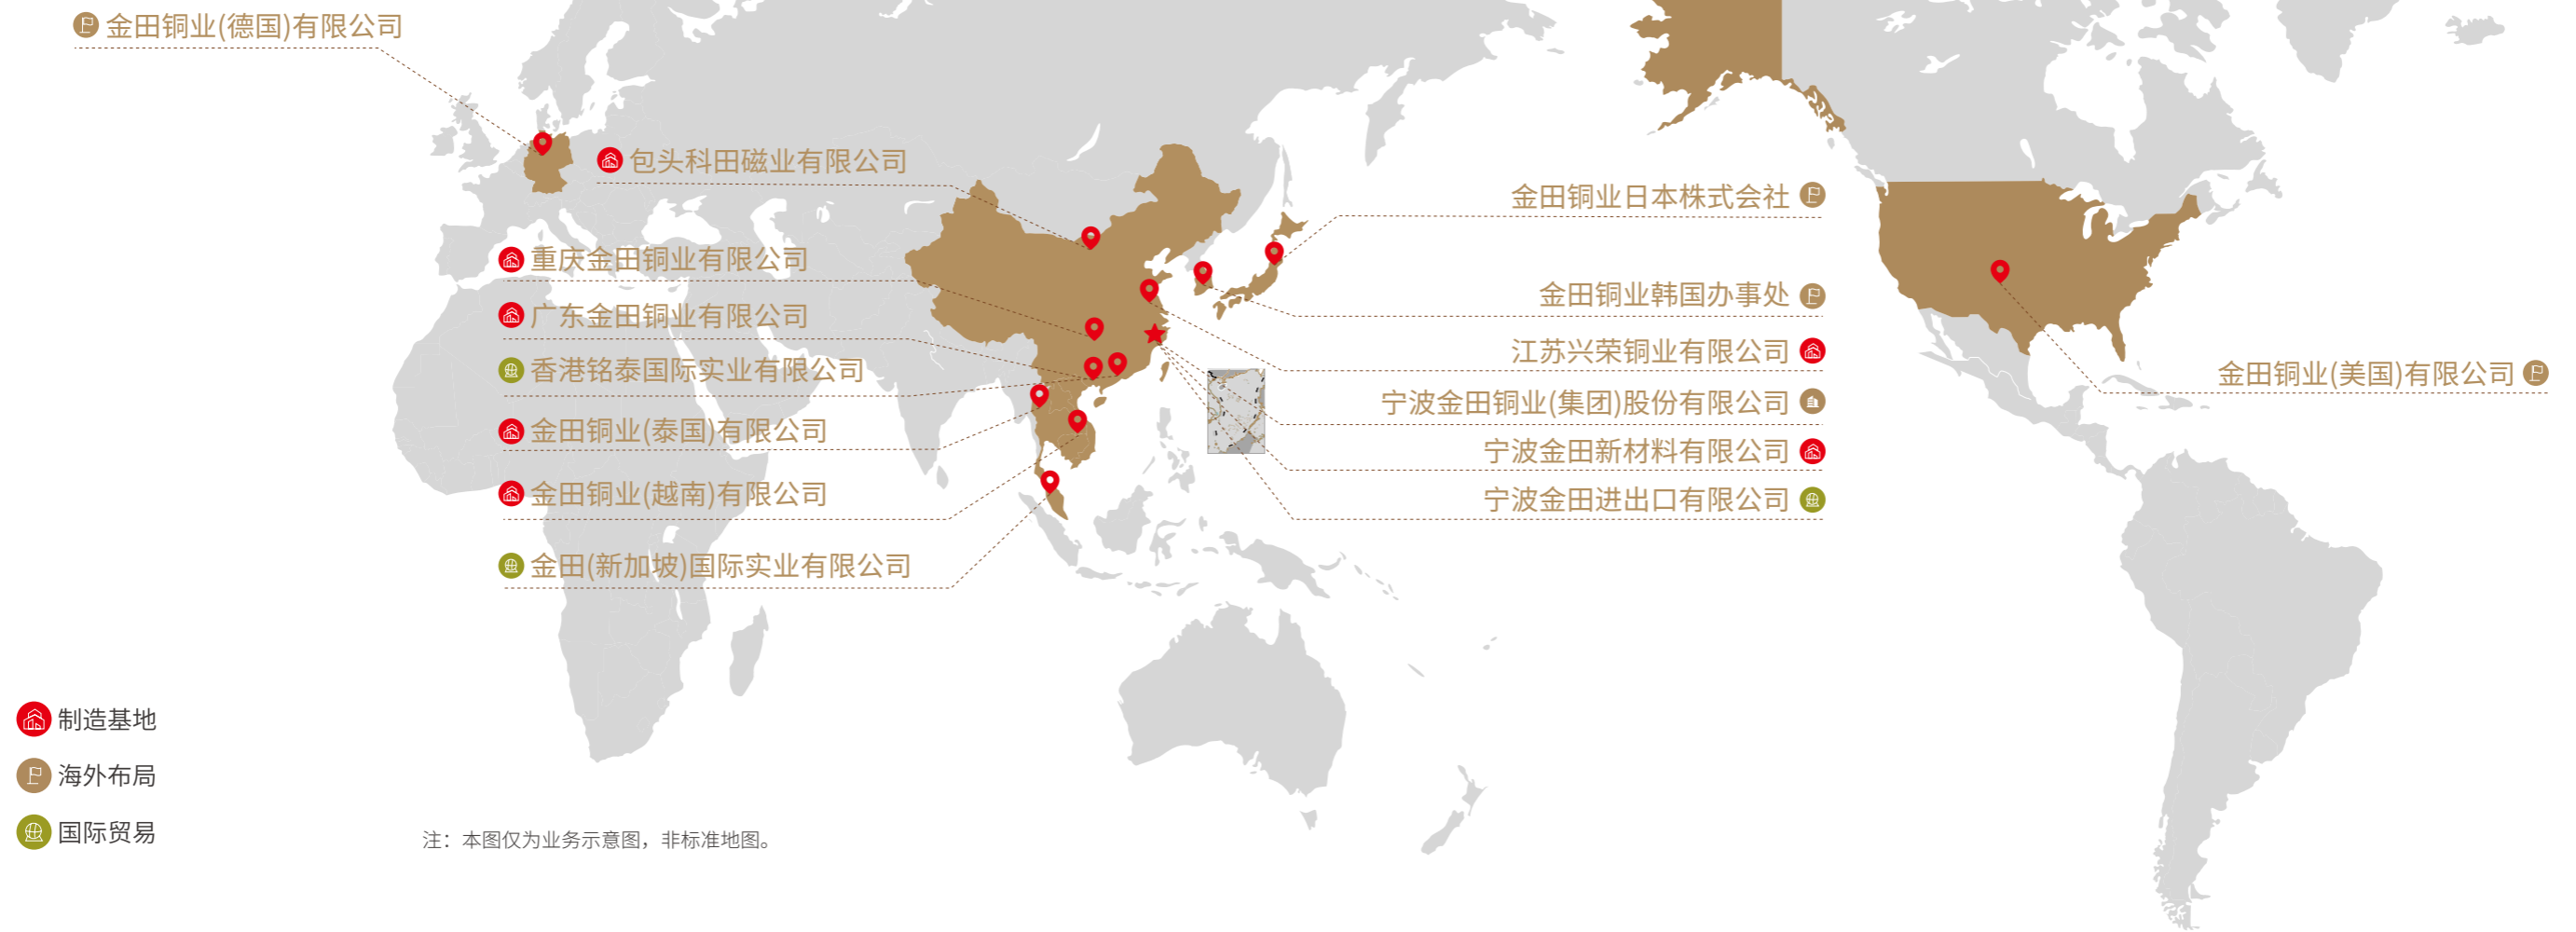 金田铜业(德国)有限公司
包头科田磁业有限公司
重庆金田铜业有限公司
广东金田铜业有限公司
香港铭泰国际实业有限公司
金田铜业(泰国)有限公司
金田铜业(越南)有限公司
金田(新加坡)国际实业有限公司
金田铜业日本株式会社
金田铜业韩国办事处
江苏兴荣铜业有限公司
宁波金田铜业(集团)股份有限公司
宁波金田新材料有限公司
宁波金田进出口有限公司
金田铜业(美国)有限公司
制造基地
海外布局
国际贸易
注：本图仅为业务示意图，非标准地图。